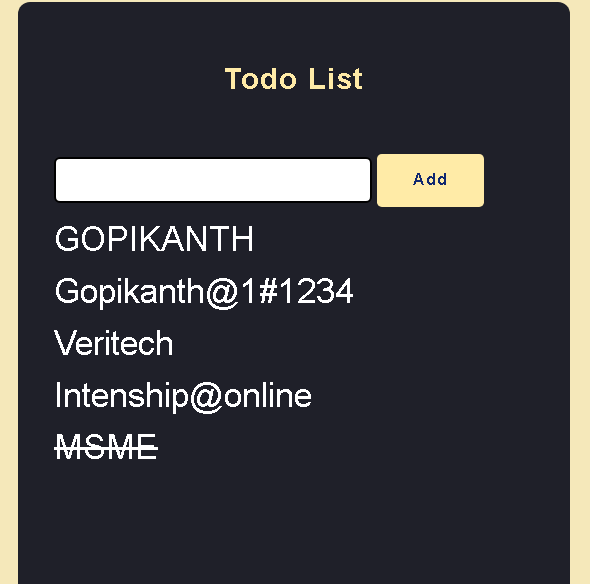 Todo List
Add
GOPIKANTH
Gopikanth@1#1234
Veritech
Intenship@online
MSME